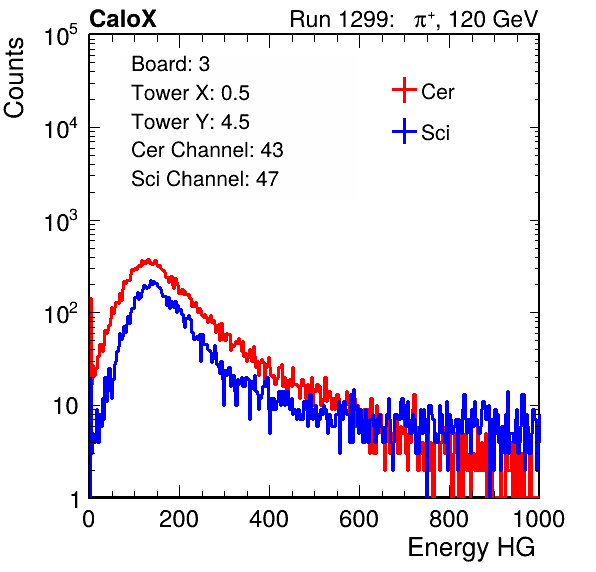 CaloX Run 1299: π⁺, 120 GeV
Counts
10⁵
10⁴
10³
10²
10
1
Board: 3
Tower X: 0.5
Tower Y: 4.5
Cer Channel: 43
Sci Channel: 47
Cer
Sci
0 200 400 600 800 1000
Energy HG